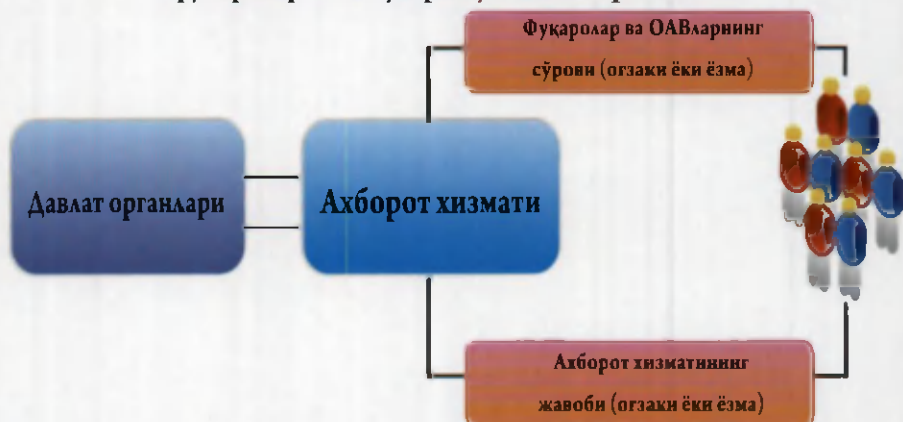 Фуқаролар ва ОАВларнинг
сўрови (оғзаки ёки ёзма)
Давлат органлари
Ахборот хизмати
Ахборот хизматининг
жавоби (оғзаки ёки ёзма)